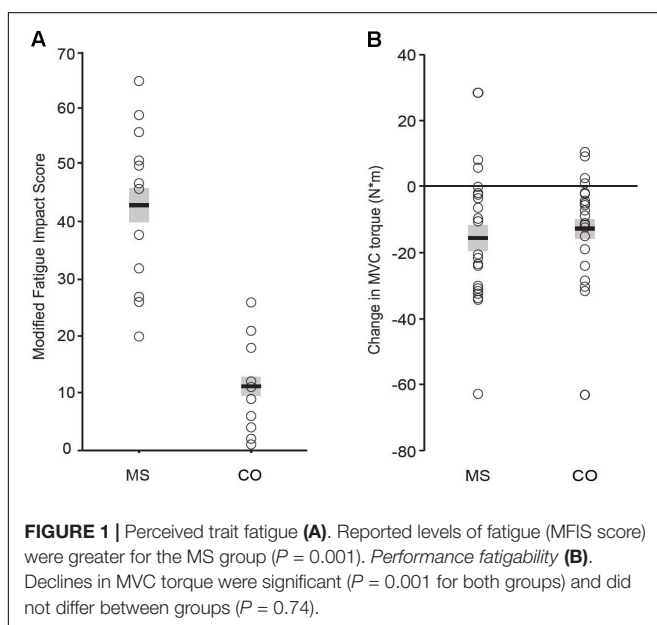 A
70
60
50
40
30
20
10
0
Modified Fatigue Impact Score
MS
CO
B
40
20
0
-20
-40
-60
-80
Change in MVC torque (N*m)
MS
CO
FIGURE 1 | Perceived trait fatigue (A). Reported levels of fatigue (MFIS score)
were greater for the MS group (P = 0.001). Performance fatigability (B).
Declines in MVC torque were significant (P = 0.001 for both groups) and did
not differ between groups (P = 0.74).